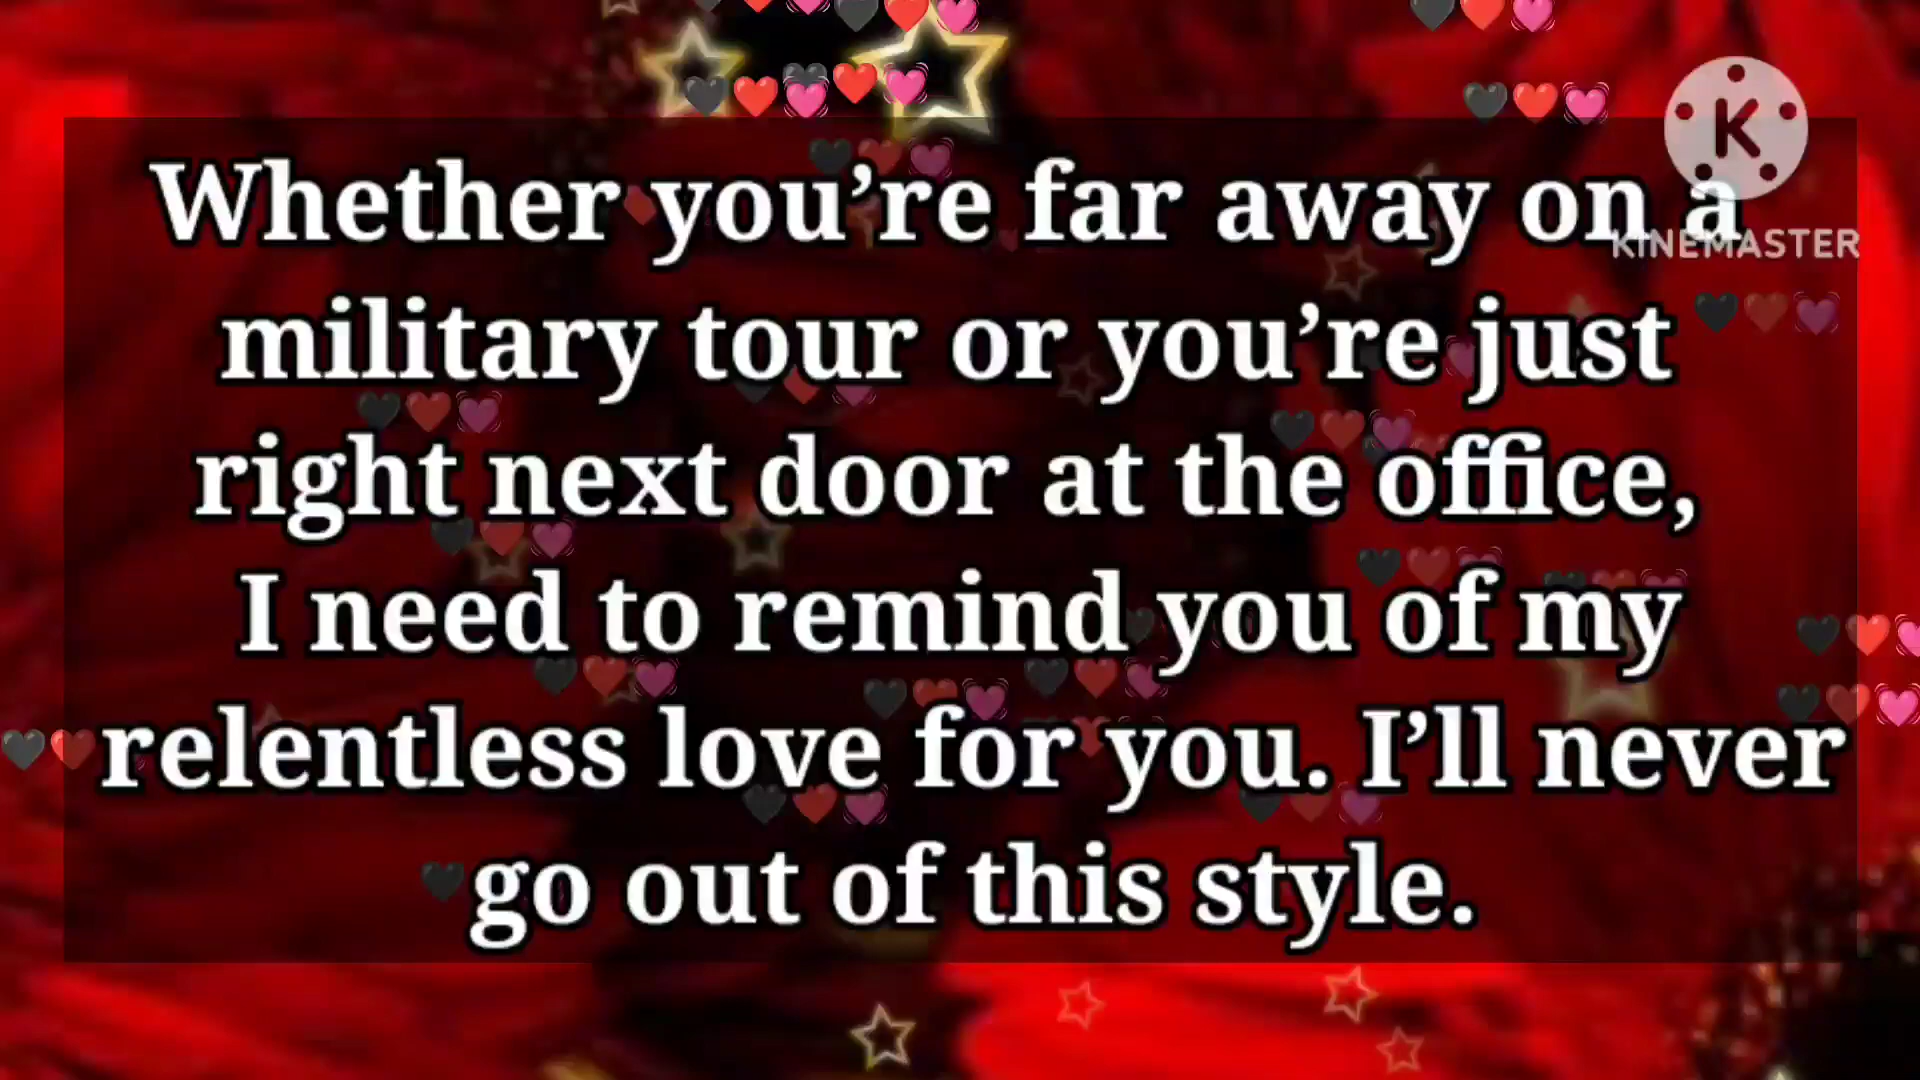 Whether you’re far away on a
military tour or you’re just
right next door at the office,
I need to remind you of my
relentless love for you. I’ll never
go out of this style.
K
KINEMASTER